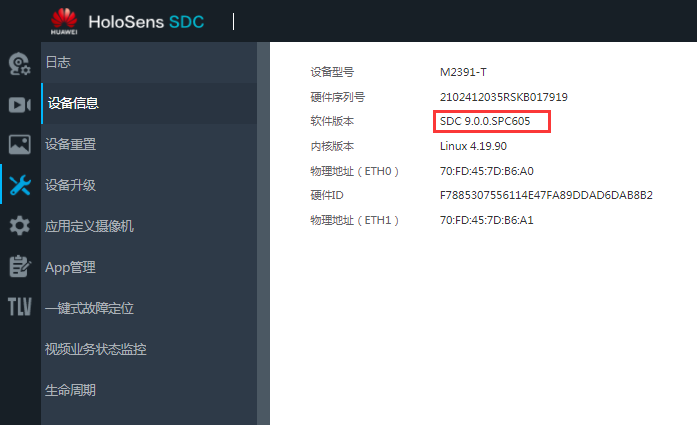 HUAWEI
HoloSens SDC
日志
设备信息
设备重置
设备升级
应用定义摄像机
App管理
一键式故障定位
视频业务状态监控
生命周期
TLV
设备型号 M2391-T
硬件序列号 2102412035RSKB017919
软件版本 SDC 9.0.0.SPC605
内核版本 Linux 4.19.90
物理地址（ETH0） 70:FD:45:7D:B6:A0
硬件ID F7885307556114E47FA89DDAD6DAB8B2
物理地址（ETH1） 70:FD:45:7D:B6:A1